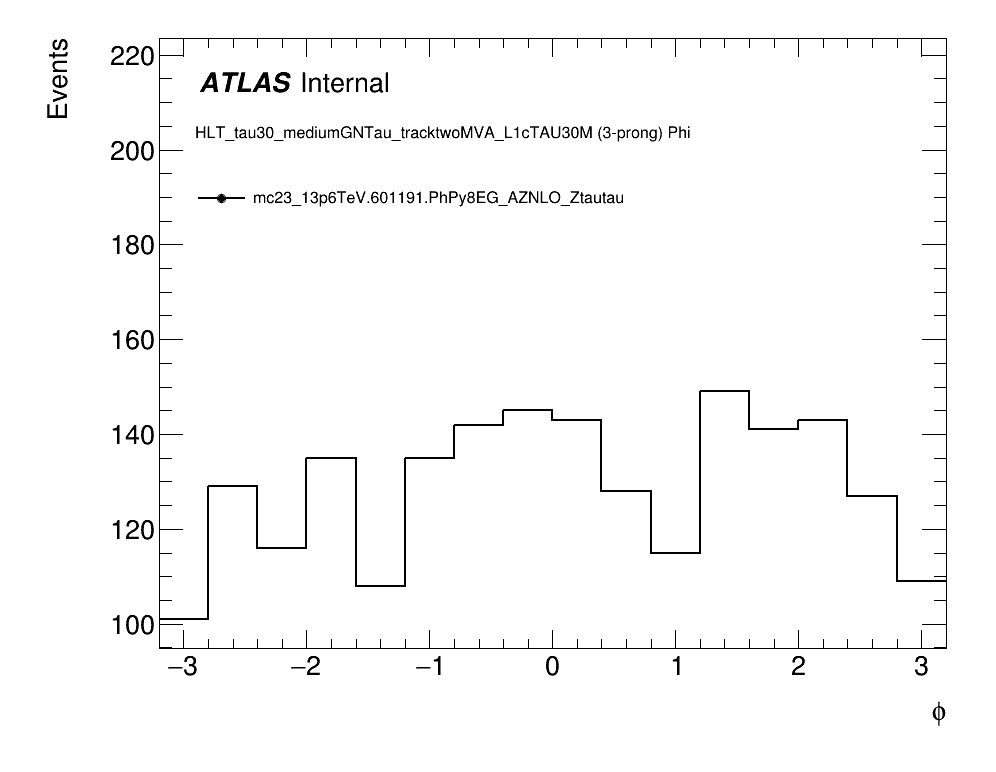 Events
220
200
180
160
140
120
100
ATLAS Internal
HLT_tau30_mediumGNTau_tracktwoMVA_L1cTAU30M (3-prong) Phi
mc23_13p6TeV.601191.PhPy8EG_AZNLO_Ztautau
−3 −2 −1 0 1 2 3
ϕ